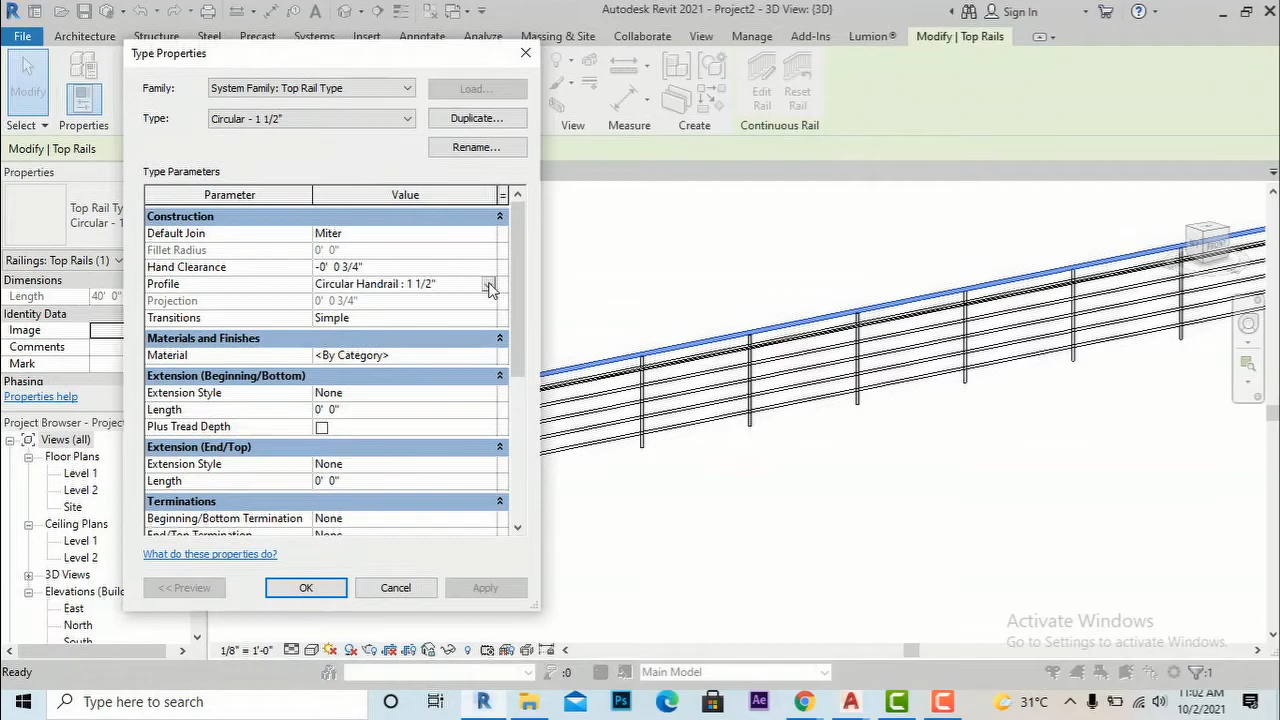 Autodesk Revit 2021 - Project2 - 3D View: {3D}
Sign In
File Architecture Structure Steel Precast Systems Insert Annotate Analyze Massing & Site Collaborate View Manage Add-Ins Lumion® Modify | Top Rails
Modify
Select Properties
View Measure Create
Edit Rail
Reset Rail
Continuous Rail
Modify | Top Rails
Properties
Top Rail Ty
Circular - 1
Railings: Top Rails (1)
Dimensions
Length 40' 0"
Identity Data
Image
Comments
Mark
Phasing
Properties help
Project Browser - Project
Views (all)
Floor Plans
Level 1
Level 2
Site
Ceiling Plans
Level 1
Level 2
3D Views
Elevations (Build
East
North
South
Type Properties
Family: System Family: Top Rail Type Load...
Type: Circular - 1 1/2" Duplicate...
Rename...
Type Parameters
Parameter Value =
Construction
Default Join Miter
Fillet Radius 0' 0"
Hand Clearance -0' 0 3/4"
Profile Circular Handrail : 1 1/2"
Projection 0' 0 3/4"
Transitions Simple
Materials and Finishes
Material <By Category>
Extension (Beginning/Bottom)
Extension Style None
Length 0' 0"
Plus Tread Depth
Extension (End/Top)
Extension Style None
Length 0' 0"
Terminations
Beginning/Bottom Termination None
End/Top Termination None
What do these properties do?
<< Preview OK Cancel Apply
Activate Windows
Go to Settings to activate Windows.
1/8" = 1'-0"
Ready
:0
Main Model
:1
Type here to search
31°C
11:02 AM
10/2/2021